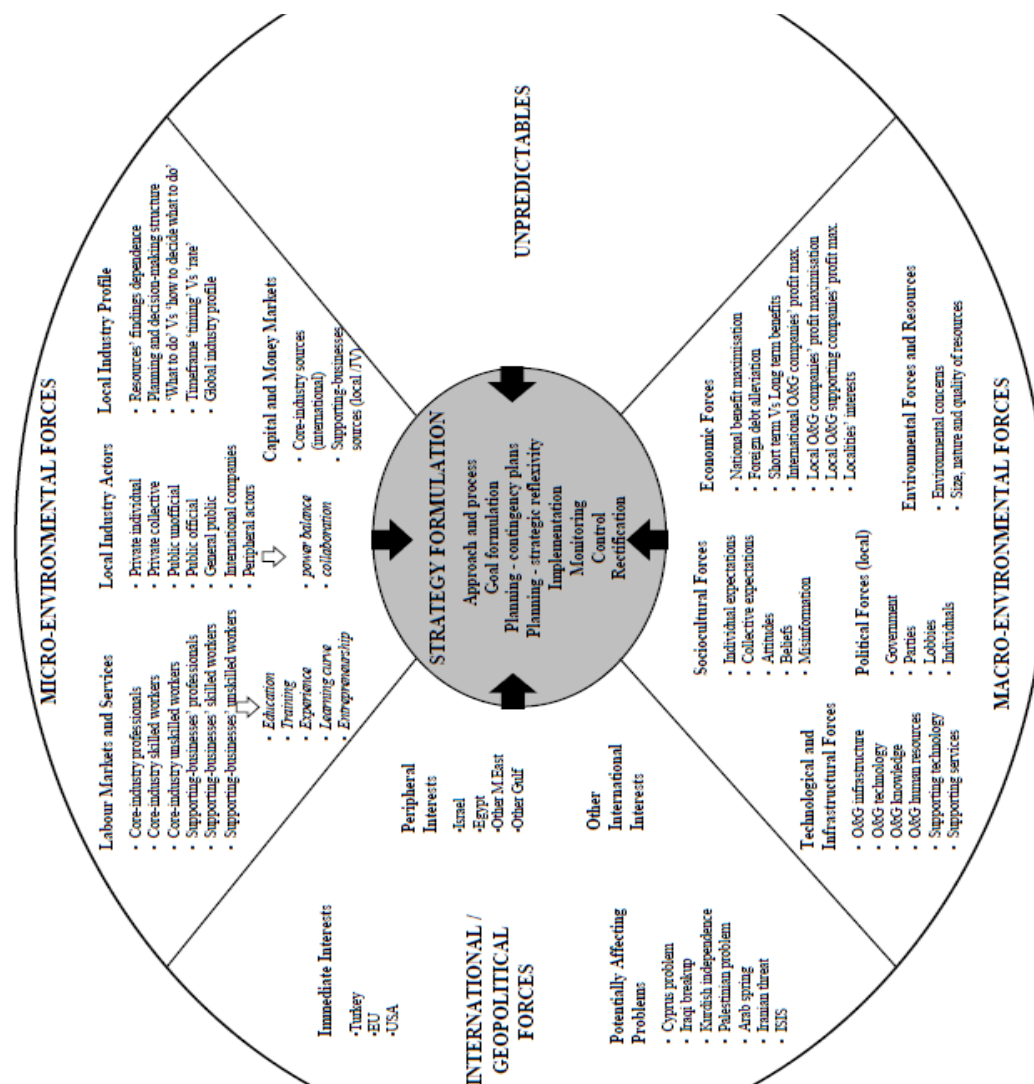 MICRO-ENVIRONMENTAL FORCES
Labour Markets and Services
• Core-industry professionals
• Core-industry skilled workers
• Core-industry unskilled workers
• Supporting-businesses' professionals
• Supporting-businesses' skilled workers
• Supporting-businesses' unskilled workers
• Education
• Training
• Experience
• Learning curve
• Entrepreneurship
Local Industry Actors
• Private individual
• Private collective
• Public unofficial
• Public official
• General public
• International companies
• Peripheral actors
• power balance
• collaboration
Local Industry Profile
• Resources' findings dependence
• Planning and decision-making structure
• 'What to do' Vs 'how to decide what to do'
• Timeframe 'timing' Vs 'rate'
• Global industry profile
Capital and Money Markets
• Core-industry sources
(international)
• Supporting-businesses
sources (local /JV)
INTERNATIONAL /
GEOPOLITICAL
FORCES
Immediate Interests
•Turkey
•EU
•USA
Peripheral
Interests
•Israel
•Egypt
•Other M.East
•Other Gulf
Other
International
Interests
Potentially Affecting
Problems
• Cyprus problem
• Iraqi breakup
• Kurdish independence
• Palestinian problem
• Arab spring
• Iranian threat
• ISIS
STRATEGY FORMULATION
Approach and process
Goal formulation
Planning - contingency plans
Planning - strategic reflexivity
Implementation
Monitoring
Control
Rectification
UNPREDICTABLES
Sociocultural Forces
• Individual expectations
• Collective expectations
• Attitudes
• Beliefs
• Misinformation
Economic Forces
• National benefit maximisation
• Foreign debt alleviation
• Short term Vs Long term benefits
• International O&G companies' profit max.
• Local O&G companies' profit maximisation
• Local O&G supporting companies' profit max.
• Localities' interests
Technological and
Infrastructural Forces
• O&G infrastructure
• O&G technology
• O&G knowledge
• O&G human resources
• Supporting technology
• Supporting services
Political Forces (local)
• Government
• Parties
• Lobbies
• Individuals
Environmental Forces and Resources
• Environmental concerns
• Size, nature and quality of resources
MACRO-ENVIRONMENTAL FORCES